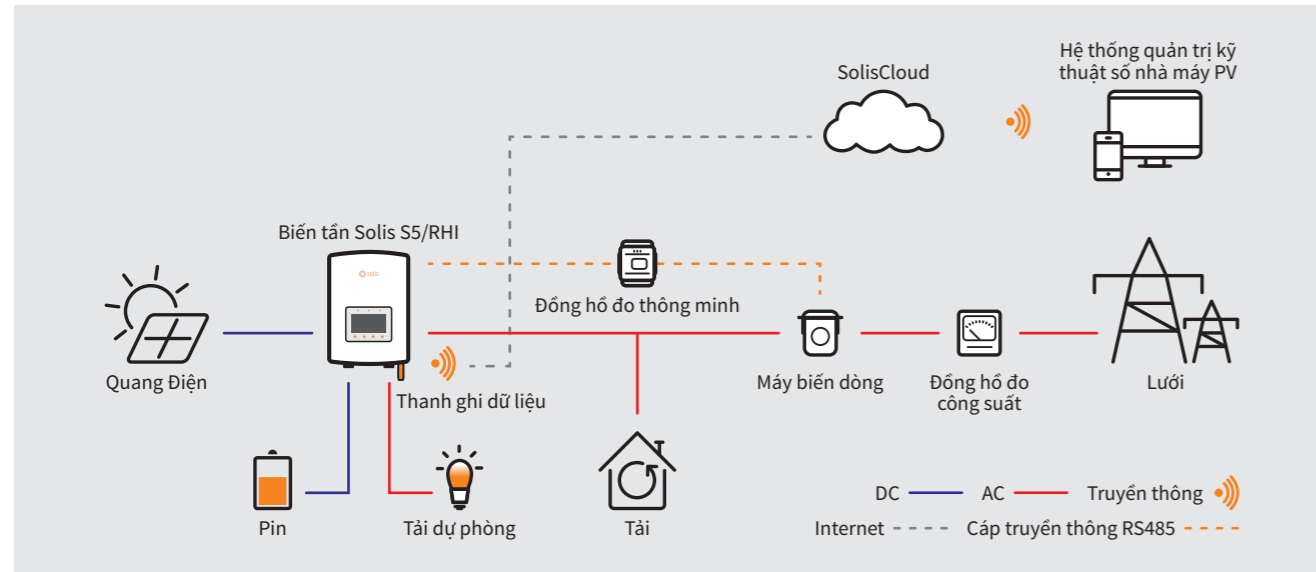 Hệ thống quản trị kỹ
thuật số nhà máy PV
SolisCloud
Biến tần Solis S5/RHI
solis
Đồng hồ đo thông minh
Quang Điện
Thanh ghi dữ liệu
Máy biến dòng
Đồng hồ đo
công suất
Lưới
Pin
Tải dự phòng
Tải
DC AC Truyền thông
Internet Cáp truyền thông RS485